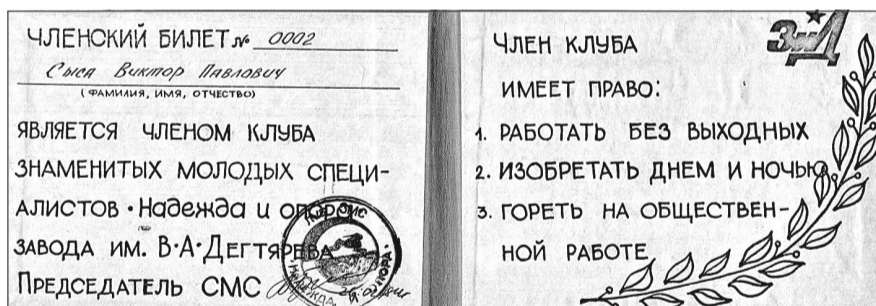 ЧЛЕНСКИЙ БИЛЕТ № 0002
Сыса Виктор Павлович
(ФАМИЛИЯ, ИМЯ, ОТЧЕСТВО)
ЯВЛЯЕТСЯ ЧЛЕНОМ КЛУБА
ЗНАМЕНИТЫХ МОЛОДЫХ СПЕЦИ-
АЛИСТОВ • Надежда и опора
ЗАВОДА ИМ. В•А•ДЕГТЯРЕВА
ПРЕДСЕДАТЕЛЬ СМС
ЗиД
ЧЛЕН КЛУБА
ИМЕЕТ ПРАВО:
1. РАБОТАТЬ БЕЗ ВЫХОДНЫХ
2. ИЗОБРЕТАТЬ ДНЕМ И НОЧЬЮ
3. ГОРЕТЬ НА ОБЩЕСТВЕН-
НОЙ РАБОТЕ